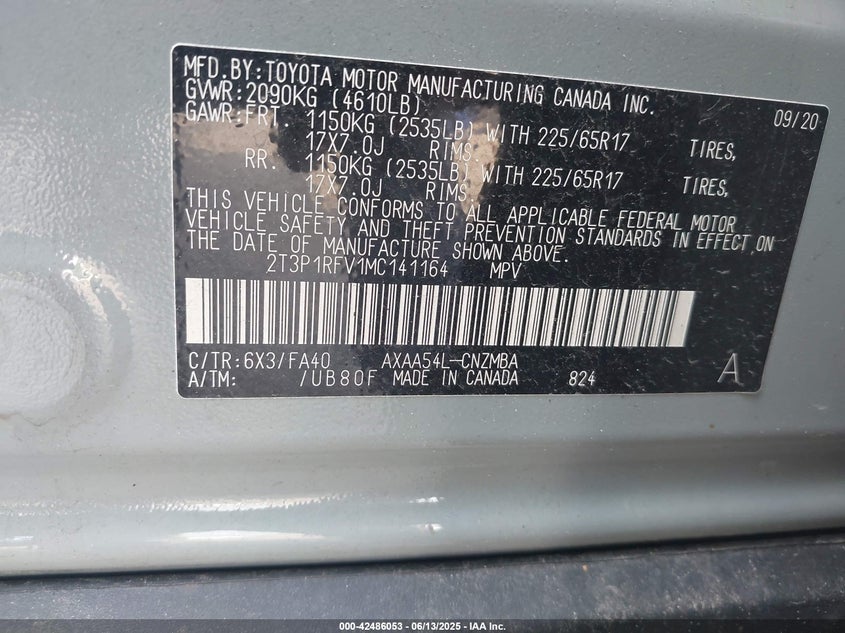 MFD.BY:TOYOTA MOTOR MANUFACTURING CANADA INC.
GVWR:2090KG (4610LB) 09/20
GAWR:FRT. 1150KG (2535LB) WITH 225/65R17 TIRES,
17X7.0J RIMS.
RR. 1150KG (2535LB) WITH 225/65R17 TIRES,
17X7.0J RIMS.
THIS VEHICLE CONFORMS TO ALL APPLICABLE FEDERAL MOTOR
VEHICLE SAFETY AND THEFT PREVENTION STANDARDS IN EFFECT ON
THE DATE OF MANUFACTURE SHOWN ABOVE.
2T3P1RFV1MC141164 MPV
C/TR:6X3/FA40 AXAA54L-CNZMBA
A/TM: /UB80F MADE IN CANADA 824 A
000-42486053 - 06/13/2025 - IAA Inc.